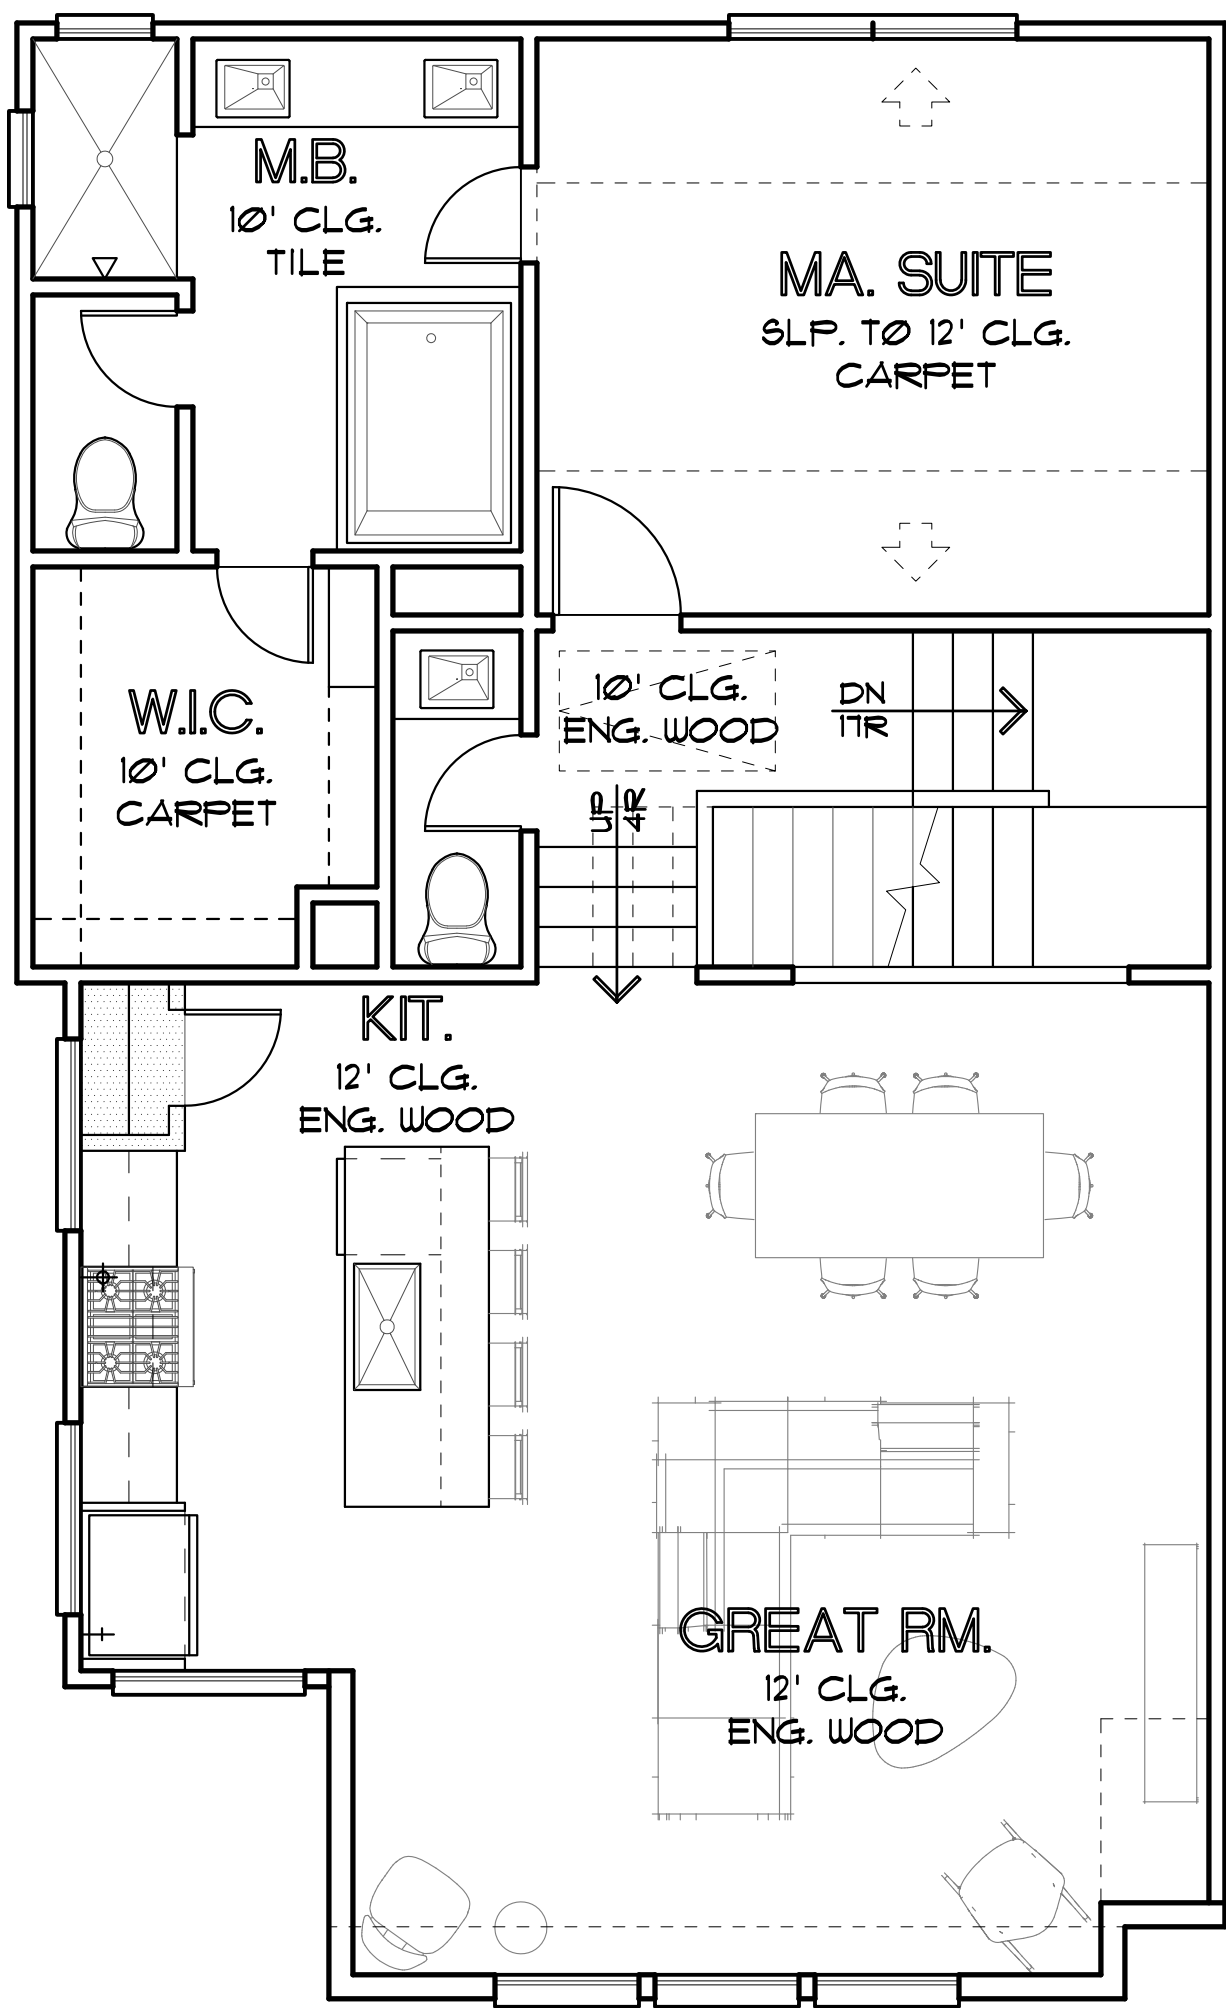 M.B.
10' CLG.
TILE
MA. SUITE
SLP. TO 12' CLG.
CARPET
W.I.C.
10' CLG.
CARPET
10' CLG.
ENG. WOOD
DN
17R
UP
4R
KIT.
12' CLG.
ENG. WOOD
GREAT RM.
12' CLG.
ENG. WOOD